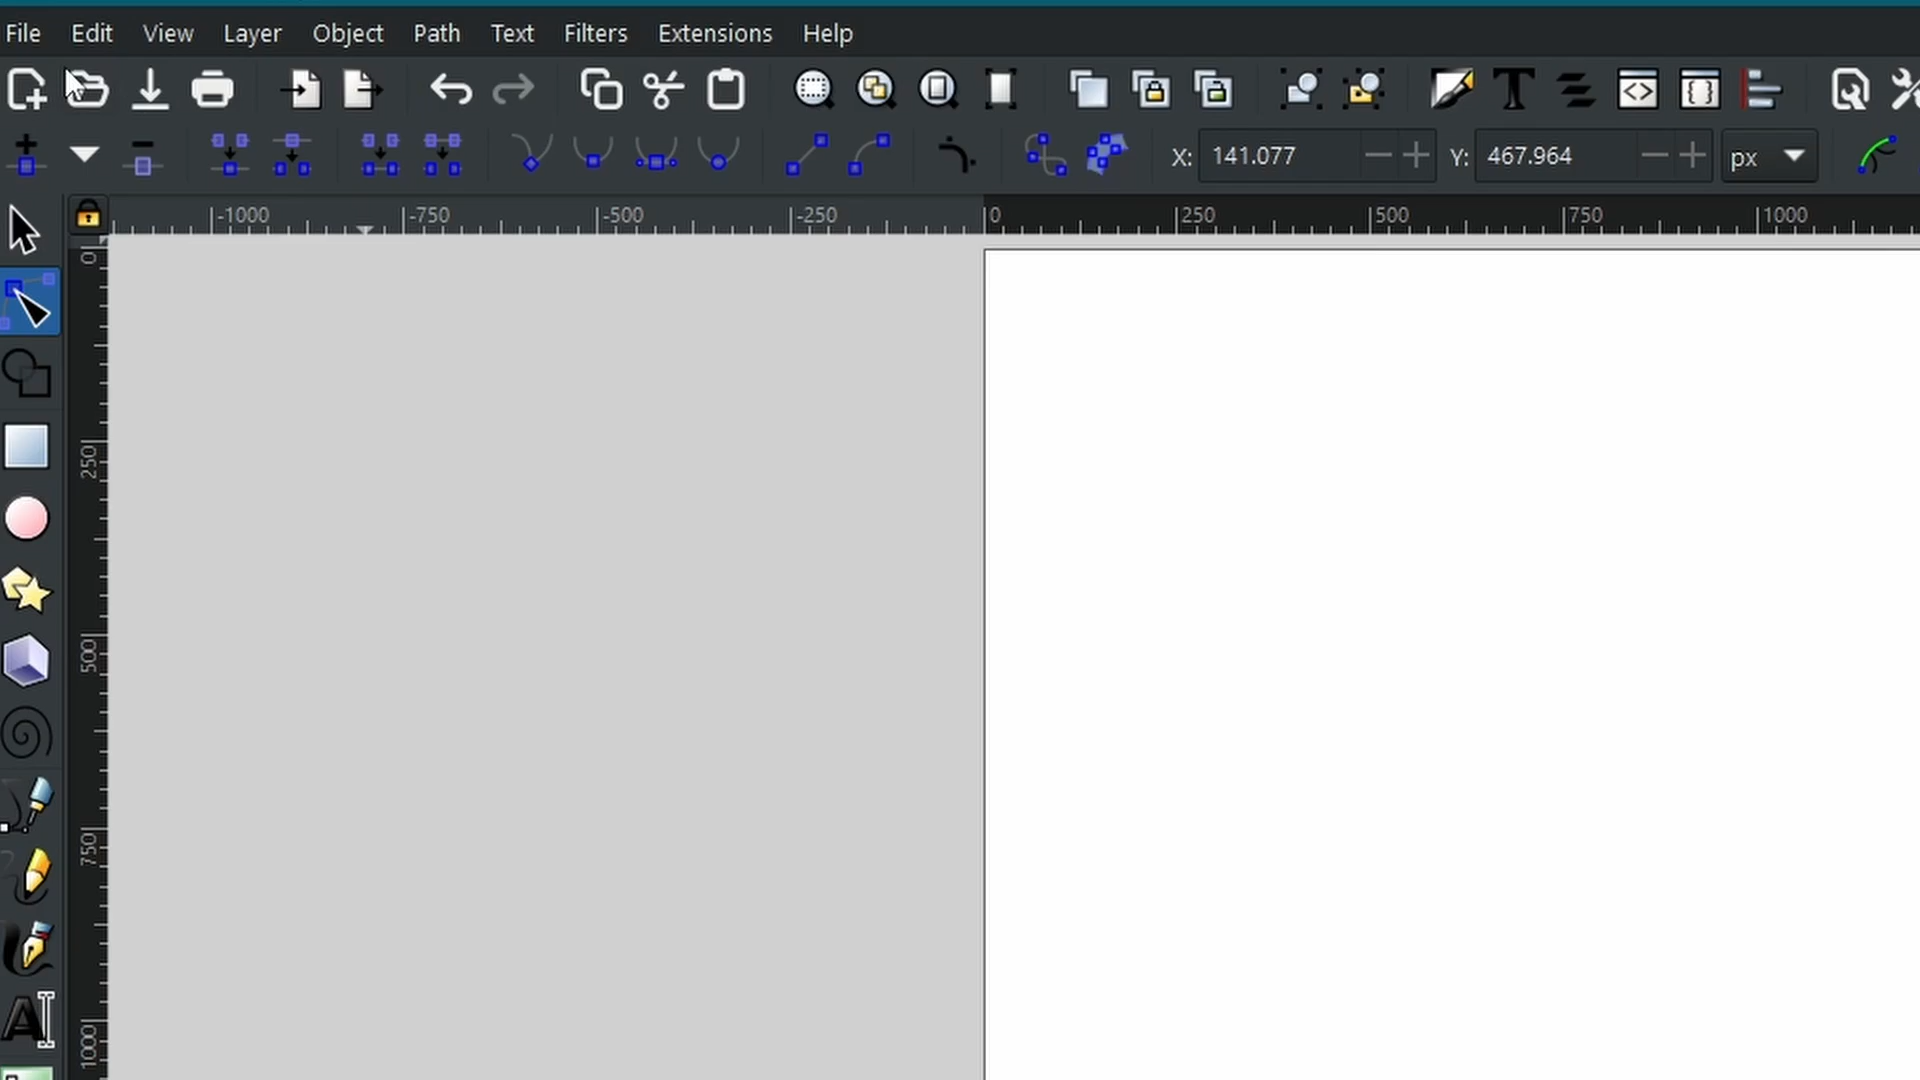 File Edit View Layer Object Path Text Filters Extensions Help
X: 141.077 Y: 467.964 px
-1000 -750 -500 -250 0 250 500 750 1000
0
250
500
750
1000